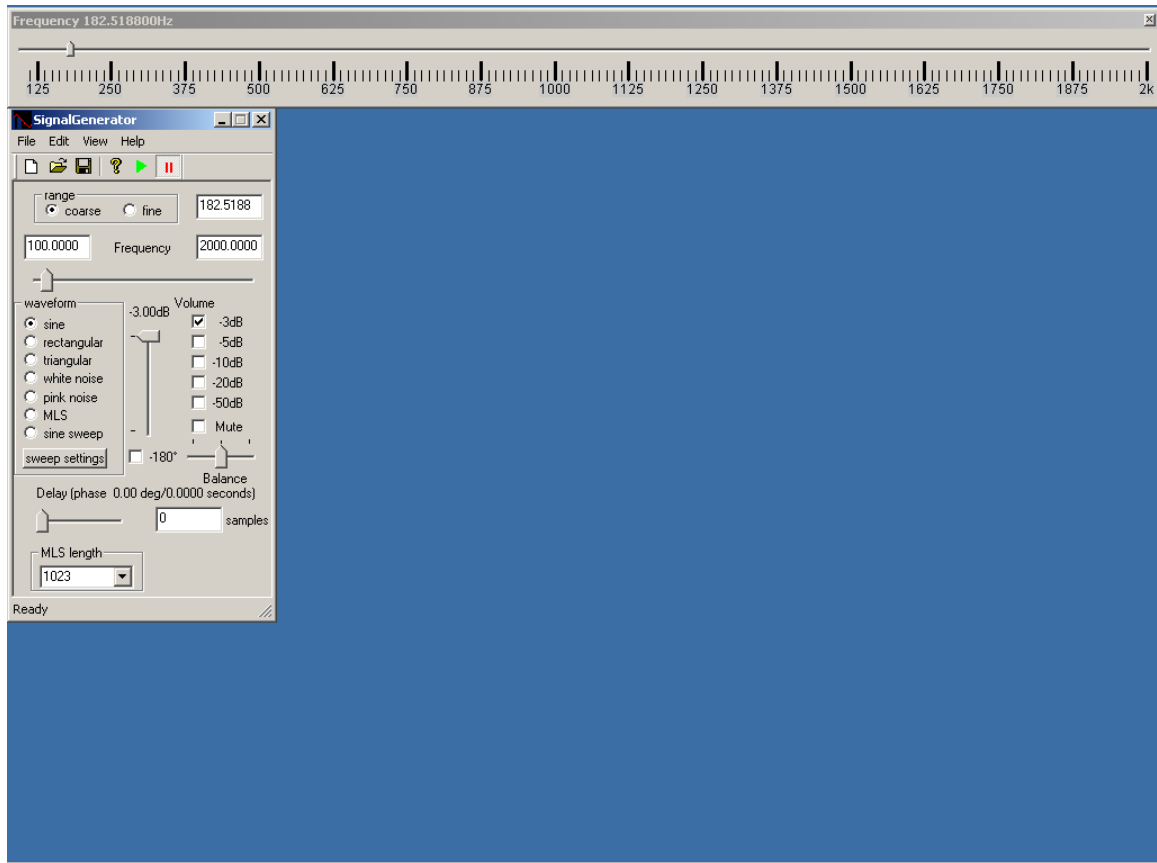 Frequency 182.518800Hz
125 250 375 500 625 750 875 1000 1125 1250 1375 1500 1625 1750 1875 2k
SignalGenerator
File Edit View Help
range
coarse fine 182.5188
100.0000 Frequency 2000.0000
waveform
sine
rectangular
triangular
white noise
pink noise
MLS
sine sweep
sweep settings
-3.00dB
Volume
-3dB
-5dB
-10dB
-20dB
-50dB
Mute
-180°
Balance
Delay (phase 0.00 deg/0.0000 seconds)
0 samples
MLS length
1023
Ready